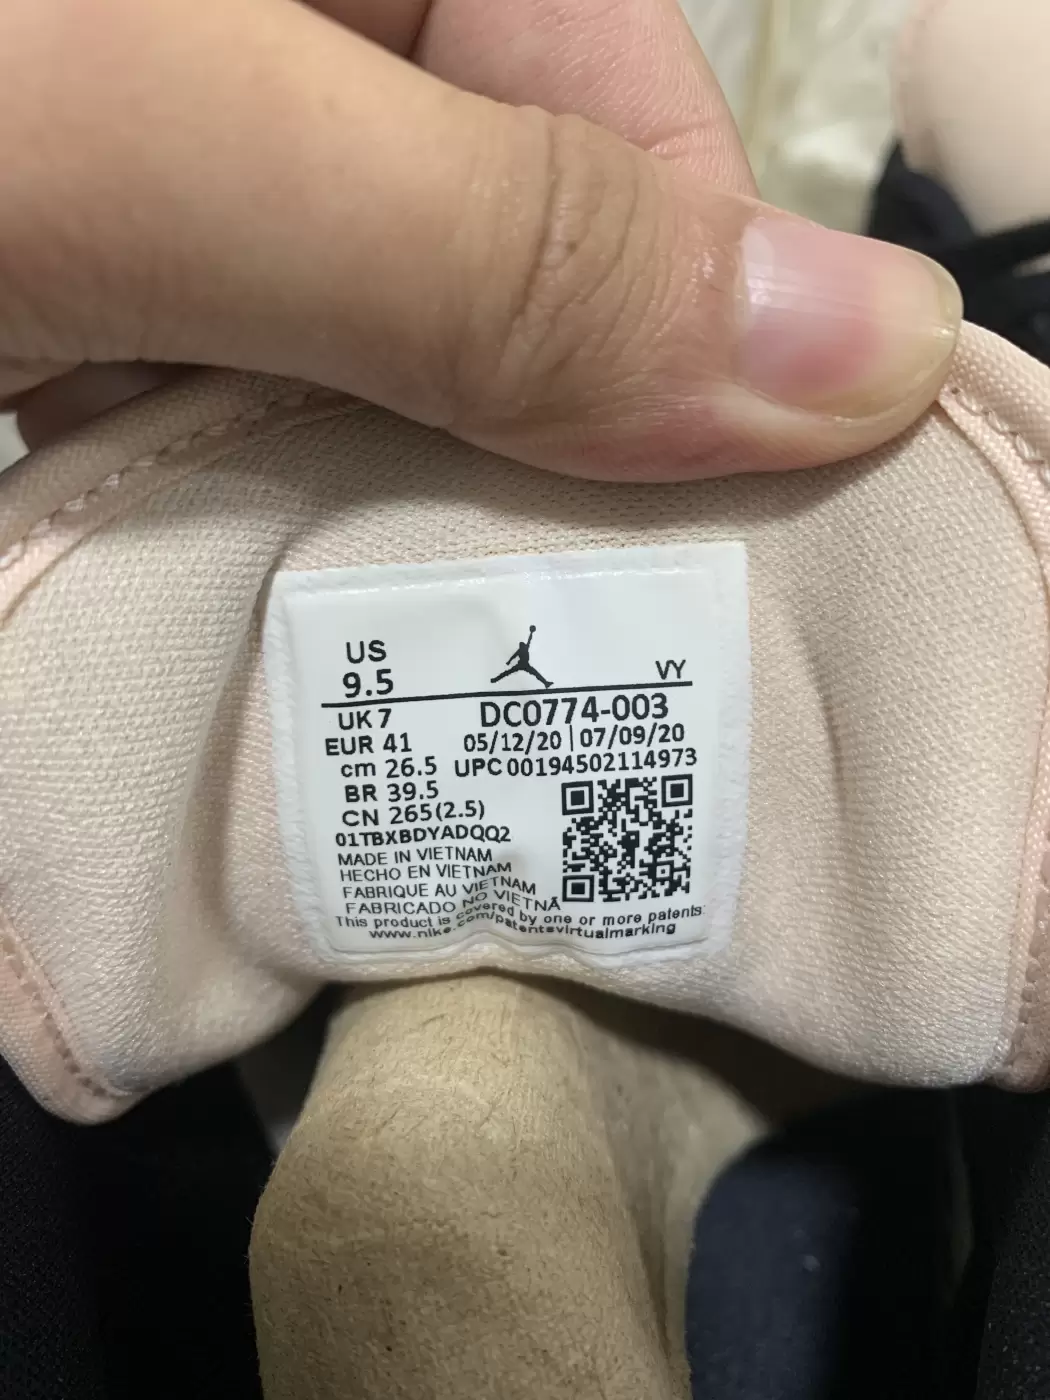 US
9.5
VY
UK 7
DC0774-003
EUR 41
05/12/20 | 07/09/20
cm 26.5
UPC 00194502114973
BR 39.5
CN 265(2.5)
01TBXBDYADQQ2
MADE IN VIETNAM
HECHO EN VIETNAM
FABRIQUE AU VIETNAM
FABRICADO NO VIETNÃ
This product is covered by one or more patents:
www.nike.com/patentsvirtualmarking